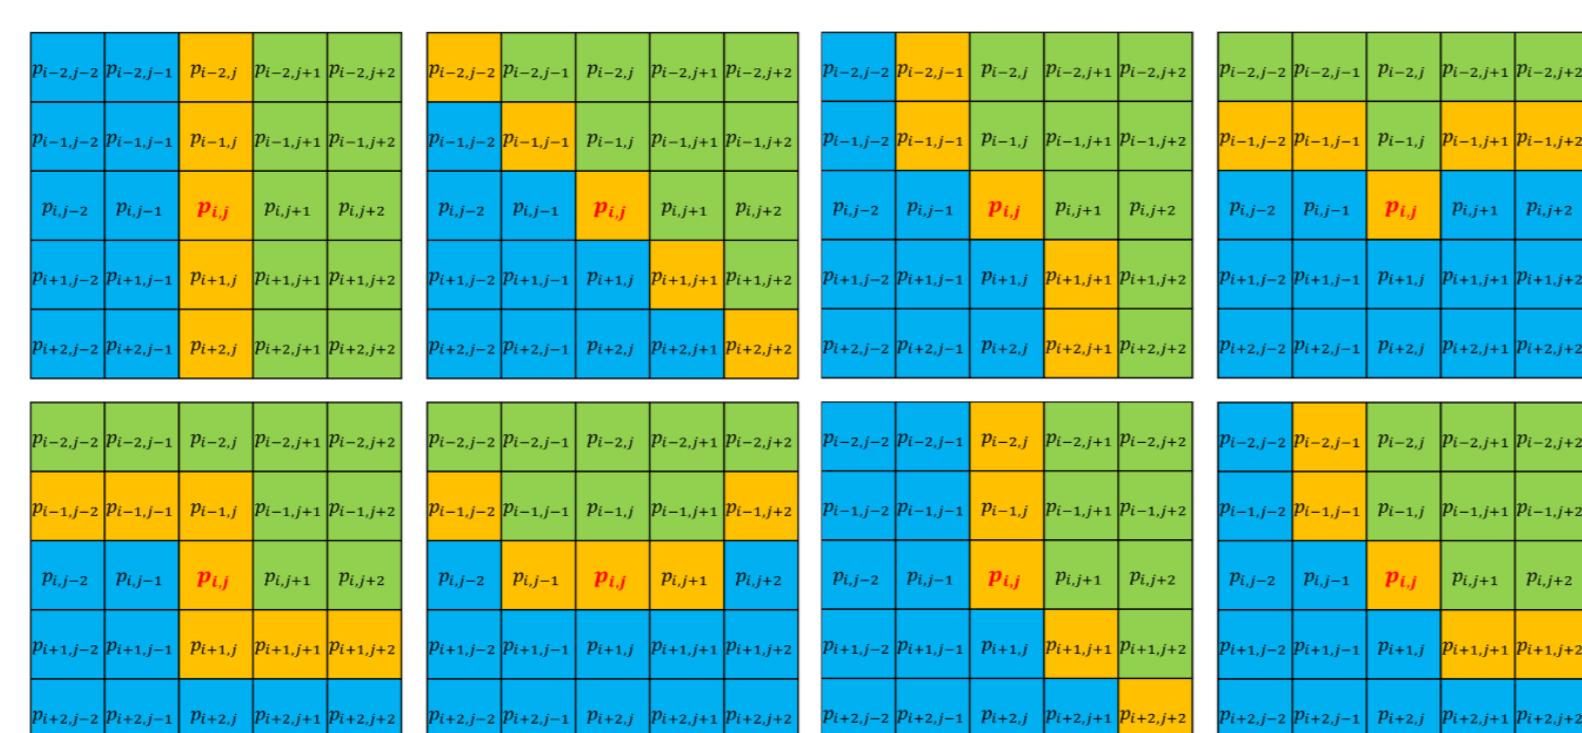 p_{i−2,j−2} p_{i−2,j−1} p_{i−2,j} p_{i−2,j+1} p_{i−2,j+2}
p_{i−1,j−2} p_{i−1,j−1} p_{i−1,j} p_{i−1,j+1} p_{i−1,j+2}
p_{i,j−2} p_{i,j−1} p_{i,j} p_{i,j+1} p_{i,j+2}
p_{i+1,j−2} p_{i+1,j−1} p_{i+1,j} p_{i+1,j+1} p_{i+1,j+2}
p_{i+2,j−2} p_{i+2,j−1} p_{i+2,j} p_{i+2,j+1} p_{i+2,j+2}
p_{i−2,j−2} p_{i−2,j−1} p_{i−2,j} p_{i−2,j+1} p_{i−2,j+2}
p_{i−1,j−2} p_{i−1,j−1} p_{i−1,j} p_{i−1,j+1} p_{i−1,j+2}
p_{i,j−2} p_{i,j−1} p_{i,j} p_{i,j+1} p_{i,j+2}
p_{i+1,j−2} p_{i+1,j−1} p_{i+1,j} p_{i+1,j+1} p_{i+1,j+2}
p_{i+2,j−2} p_{i+2,j−1} p_{i+2,j} p_{i+2,j+1} p_{i+2,j+2}
p_{i−2,j−2} p_{i−2,j−1} p_{i−2,j} p_{i−2,j+1} p_{i−2,j+2}
p_{i−1,j−2} p_{i−1,j−1} p_{i−1,j} p_{i−1,j+1} p_{i−1,j+2}
p_{i,j−2} p_{i,j−1} p_{i,j} p_{i,j+1} p_{i,j+2}
p_{i+1,j−2} p_{i+1,j−1} p_{i+1,j} p_{i+1,j+1} p_{i+1,j+2}
p_{i+2,j−2} p_{i+2,j−1} p_{i+2,j} p_{i+2,j+1} p_{i+2,j+2}
p_{i−2,j−2} p_{i−2,j−1} p_{i−2,j} p_{i−2,j+1} p_{i−2,j+2}
p_{i−1,j−2} p_{i−1,j−1} p_{i−1,j} p_{i−1,j+1} p_{i−1,j+2}
p_{i,j−2} p_{i,j−1} p_{i,j} p_{i,j+1} p_{i,j+2}
p_{i+1,j−2} p_{i+1,j−1} p_{i+1,j} p_{i+1,j+1} p_{i+1,j+2}
p_{i+2,j−2} p_{i+2,j−1} p_{i+2,j} p_{i+2,j+1} p_{i+2,j+2}
p_{i−2,j−2} p_{i−2,j−1} p_{i−2,j} p_{i−2,j+1} p_{i−2,j+2}
p_{i−1,j−2} p_{i−1,j−1} p_{i−1,j} p_{i−1,j+1} p_{i−1,j+2}
p_{i,j−2} p_{i,j−1} p_{i,j} p_{i,j+1} p_{i,j+2}
p_{i+1,j−2} p_{i+1,j−1} p_{i+1,j} p_{i+1,j+1} p_{i+1,j+2}
p_{i+2,j−2} p_{i+2,j−1} p_{i+2,j} p_{i+2,j+1} p_{i+2,j+2}
p_{i−2,j−2} p_{i−2,j−1} p_{i−2,j} p_{i−2,j+1} p_{i−2,j+2}
p_{i−1,j−2} p_{i−1,j−1} p_{i−1,j} p_{i−1,j+1} p_{i−1,j+2}
p_{i,j−2} p_{i,j−1} p_{i,j} p_{i,j+1} p_{i,j+2}
p_{i+1,j−2} p_{i+1,j−1} p_{i+1,j} p_{i+1,j+1} p_{i+1,j+2}
p_{i+2,j−2} p_{i+2,j−1} p_{i+2,j} p_{i+2,j+1} p_{i+2,j+2}
p_{i−2,j−2} p_{i−2,j−1} p_{i−2,j} p_{i−2,j+1} p_{i−2,j+2}
p_{i−1,j−2} p_{i−1,j−1} p_{i−1,j} p_{i−1,j+1} p_{i−1,j+2}
p_{i,j−2} p_{i,j−1} p_{i,j} p_{i,j+1} p_{i,j+2}
p_{i+1,j−2} p_{i+1,j−1} p_{i+1,j} p_{i+1,j+1} p_{i+1,j+2}
p_{i+2,j−2} p_{i+2,j−1} p_{i+2,j} p_{i+2,j+1} p_{i+2,j+2}
p_{i−2,j−2} p_{i−2,j−1} p_{i−2,j} p_{i−2,j+1} p_{i−2,j+2}
p_{i−1,j−2} p_{i−1,j−1} p_{i−1,j} p_{i−1,j+1} p_{i−1,j+2}
p_{i,j−2} p_{i,j−1} p_{i,j} p_{i,j+1} p_{i,j+2}
p_{i+1,j−2} p_{i+1,j−1} p_{i+1,j} p_{i+1,j+1} p_{i+1,j+2}
p_{i+2,j−2} p_{i+2,j−1} p_{i+2,j} p_{i+2,j+1} p_{i+2,j+2}